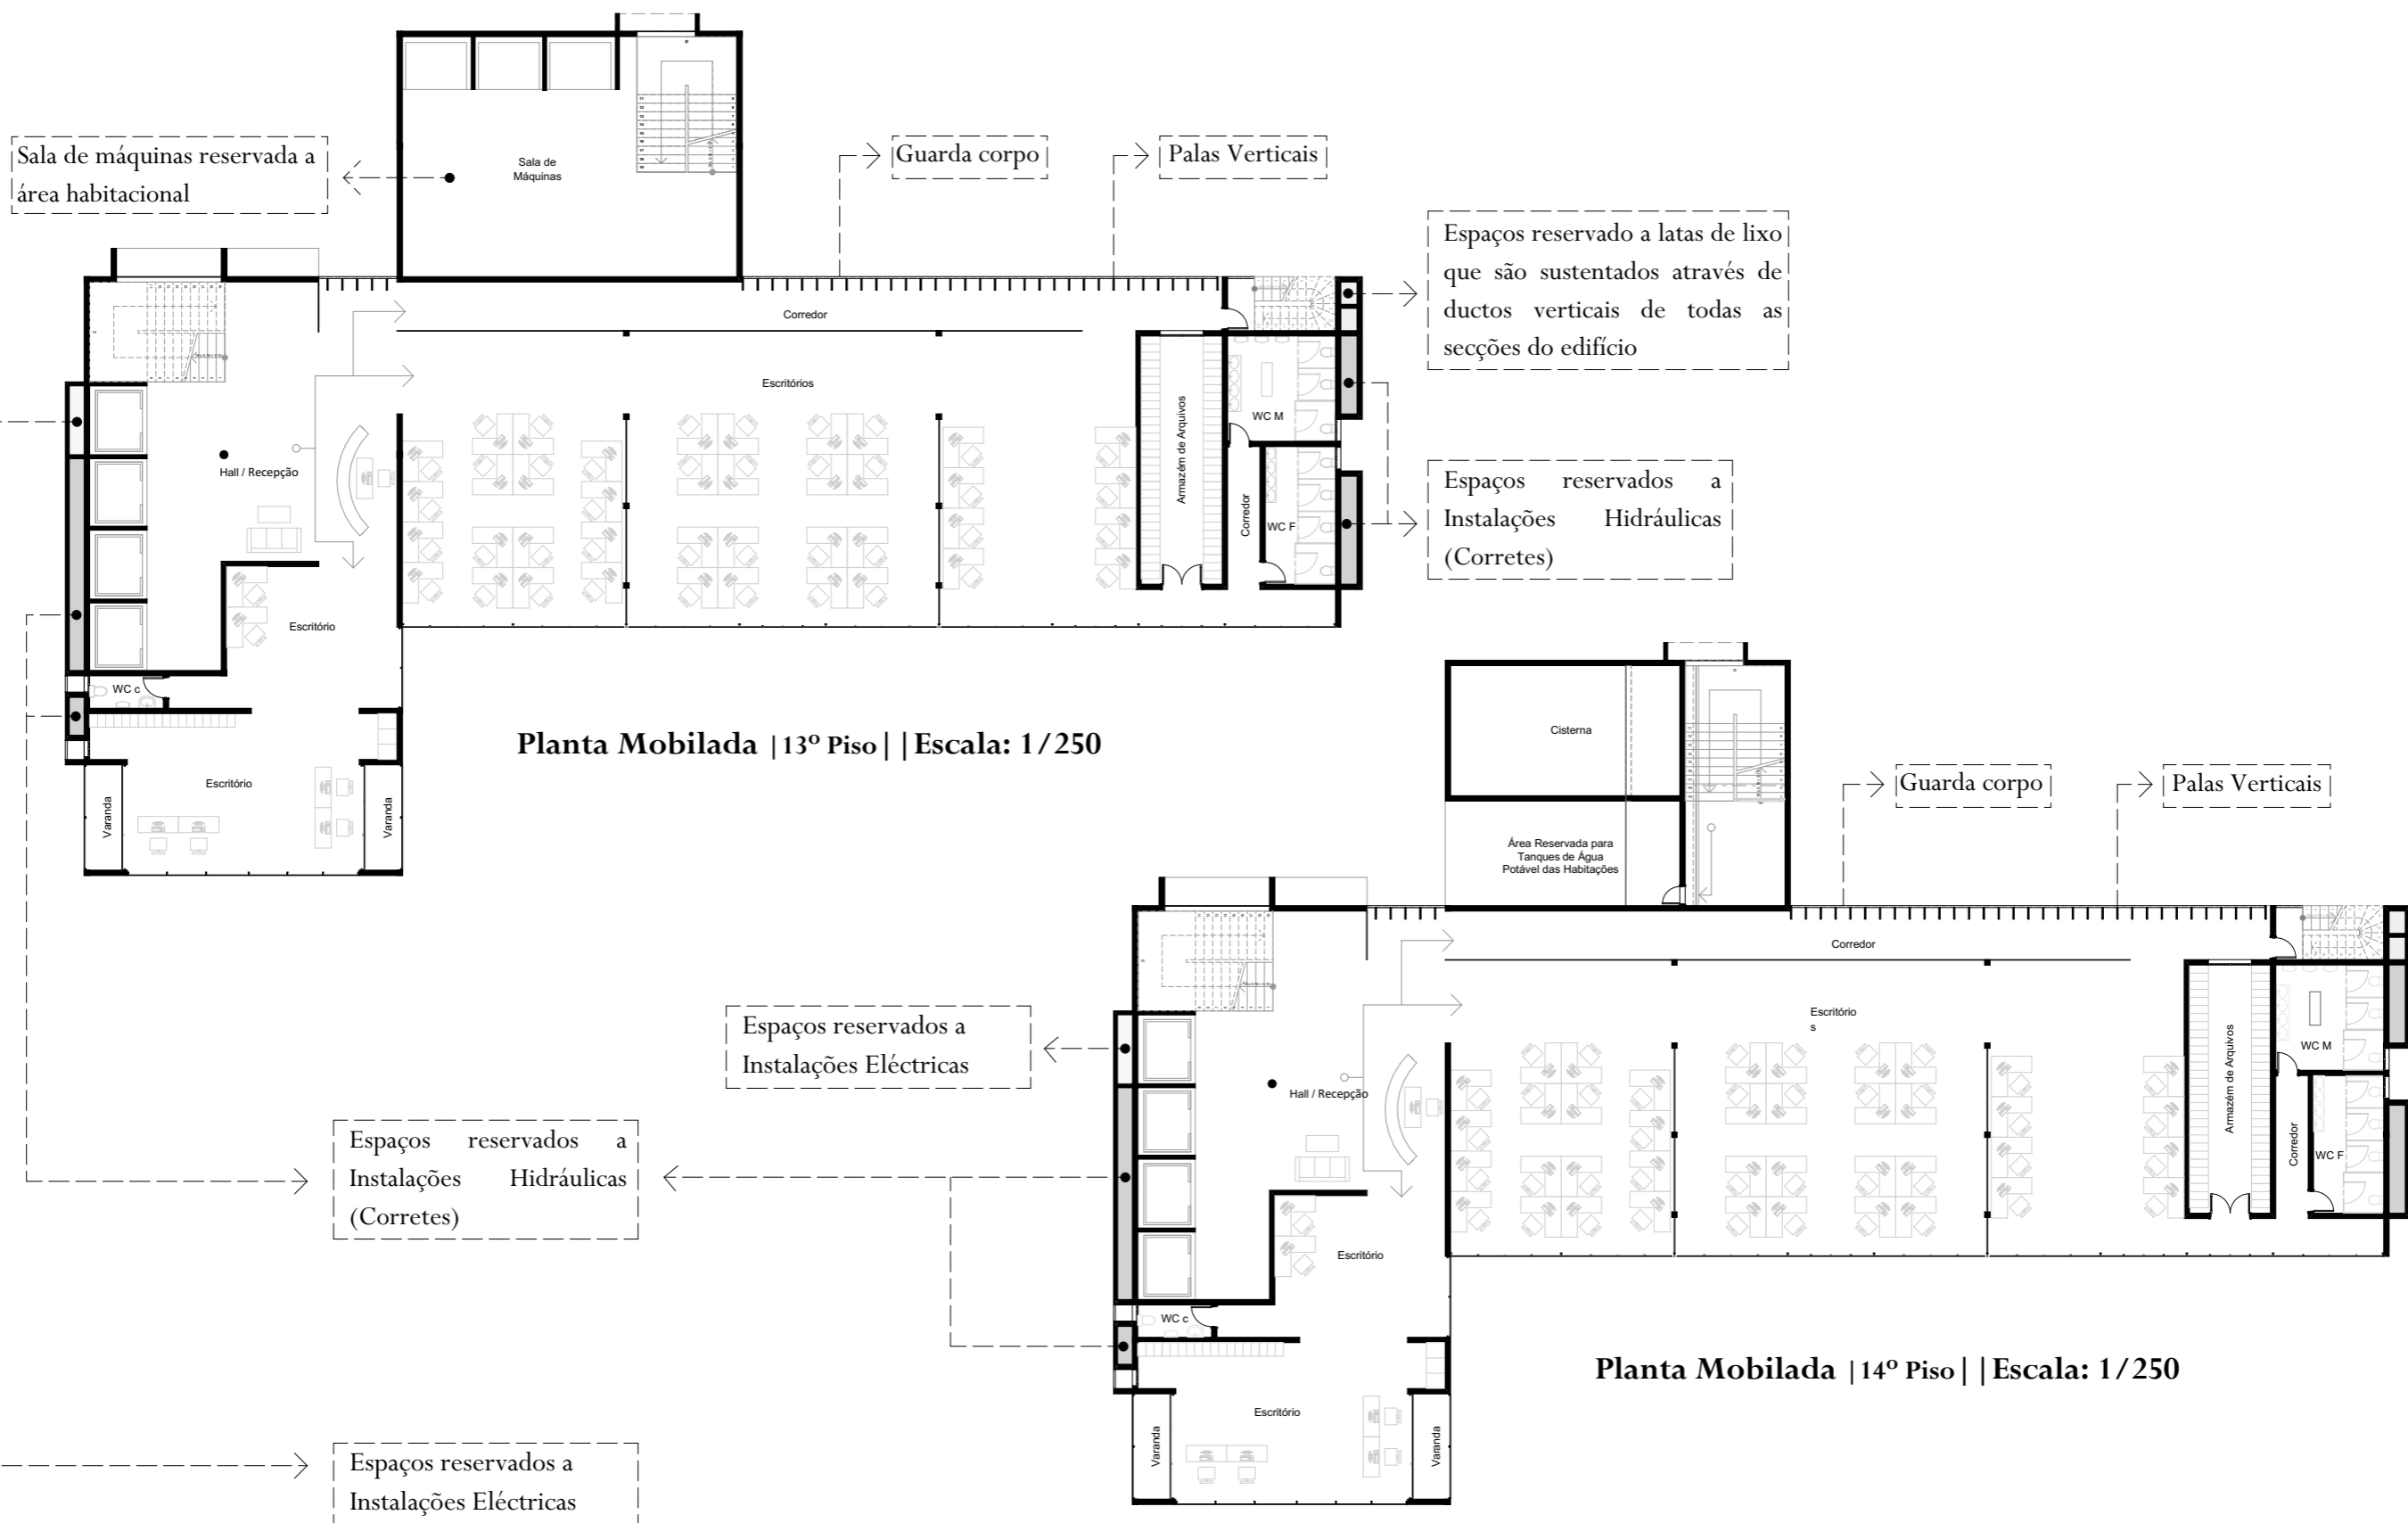 Sala de máquinas reservada a
área habitacional
Sala de
Máquinas
Guarda corpo
Palas Verticais
Espaços reservado a latas de lixo
que são sustentados através de
ductos verticais de todas as
secções do edifício
Corredor
Escritórios
Hall / Recepção
Armazém de Arquivos
WC M
Corredor
WC F
Espaços reservados a
Instalações Hidráulicas
(Corretes)
Escritório
WC c
Escritório
Varanda
Varanda
Planta Mobilada |13º Piso||Escala: 1/250
Cisterna
Área Reservada para
Tanques de Água
Potável das Habitações
Guarda corpo
Palas Verticais
Corredor
Escritório
s
Espaços reservados a
Instalações Eléctricas
Hall / Recepção
Armazém de Arquivos
WC M
Corredor
WC F
Espaços reservados a
Instalações Hidráulicas
(Corretes)
Escritório
WC c
Escritório
Varanda
Varanda
Planta Mobilada |14º Piso||Escala: 1/250
Espaços reservados a
Instalações Eléctricas